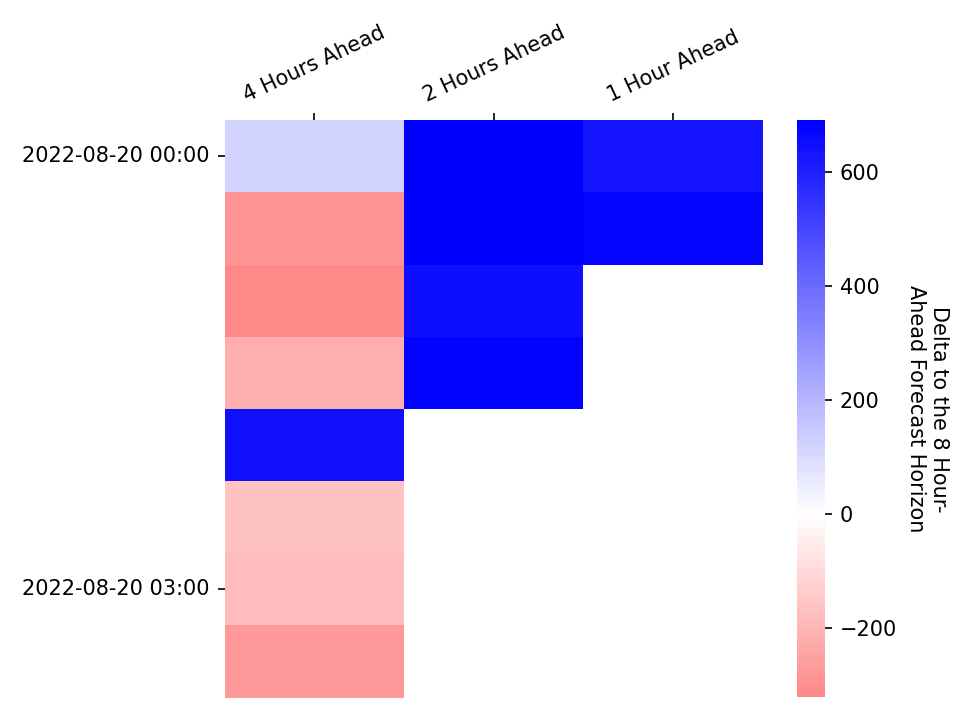 4 Hours Ahead
2 Hours Ahead
1 Hour Ahead
2022-08-20 00:00
2022-08-20 03:00
600
400
200
0
−200
Delta to the 8 Hour-
Ahead Forecast Horizon